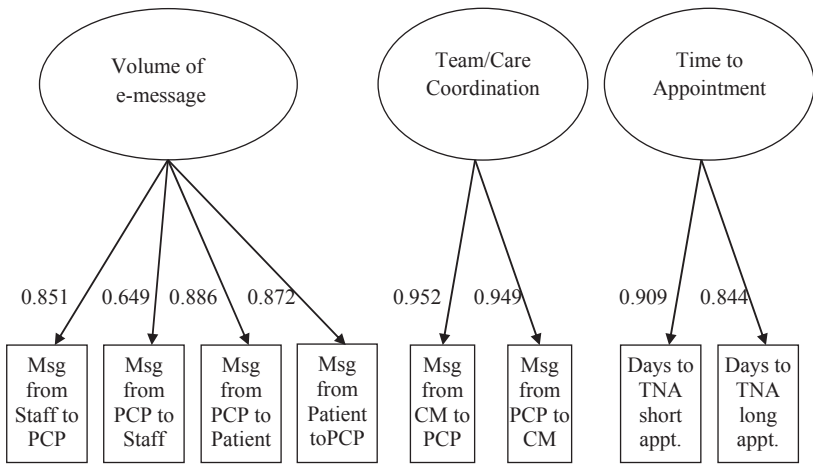 Volume of
e-message
Team/Care
Coordination
Time to
Appointment
0.851
0.649
0.886
0.872
0.952
0.949
0.909
0.844
Msg
from
Staff to
PCP
Msg
from
PCP to
Staff
Msg
from
PCP to
Patient
Msg
from
Patient
toPCP
Msg
from
CM to
PCP
Msg
from
PCP to
CM
Days to
TNA
short
appt.
Days to
TNA
long
appt.